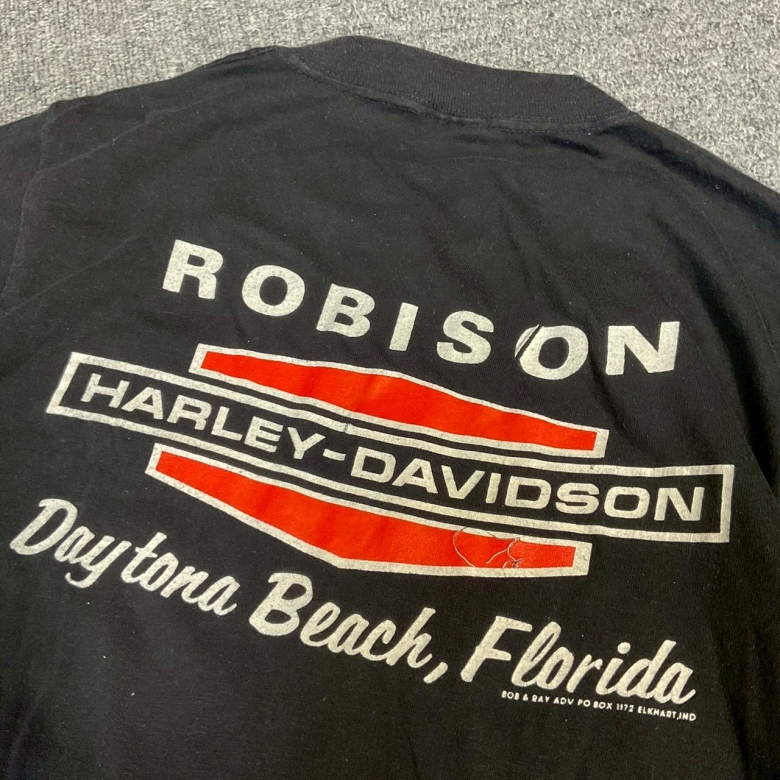 ROBISON
HARLEY-DAVIDSON
Daytona Beach, Florida
BOB & RAY ADV PO BOX 1172 ELKHART, IND